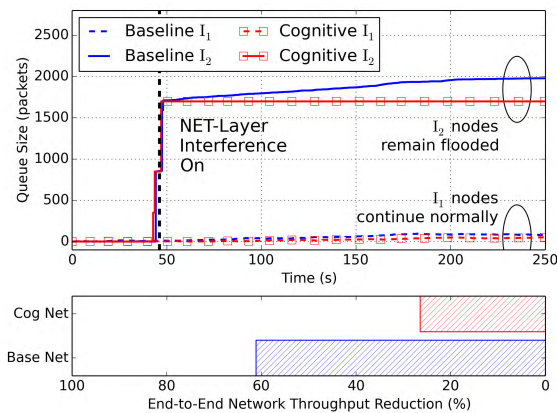 Queue Size (packets)
2500
2000
1500
1000
500
0
Baseline I₁
Cognitive I₁
Baseline I₂
Cognitive I₂
NET-Layer
Interference
On
I₂ nodes
remain flooded
I₁ nodes
continue normally
0 50 100 150 200 250
Time (s)
Cog Net
Base Net
100 80 60 40 20 0
End-to-End Network Throughput Reduction (%)